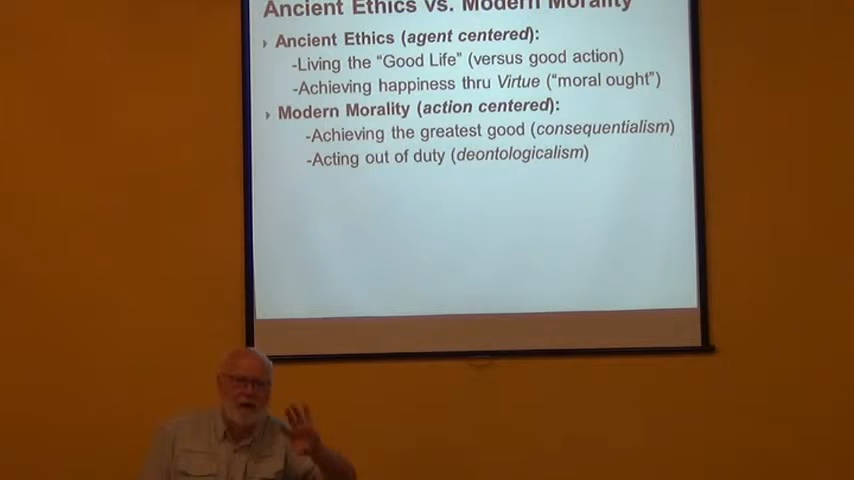 Ancient Ethics vs. Modern Morality
Ancient Ethics (agent centered):
-Living the "Good Life" (versus good action)
-Achieving happiness thru Virtue ("moral ought")
Modern Morality (action centered):
-Achieving the greatest good (consequentialism)
-Acting out of duty (deontologicalism)